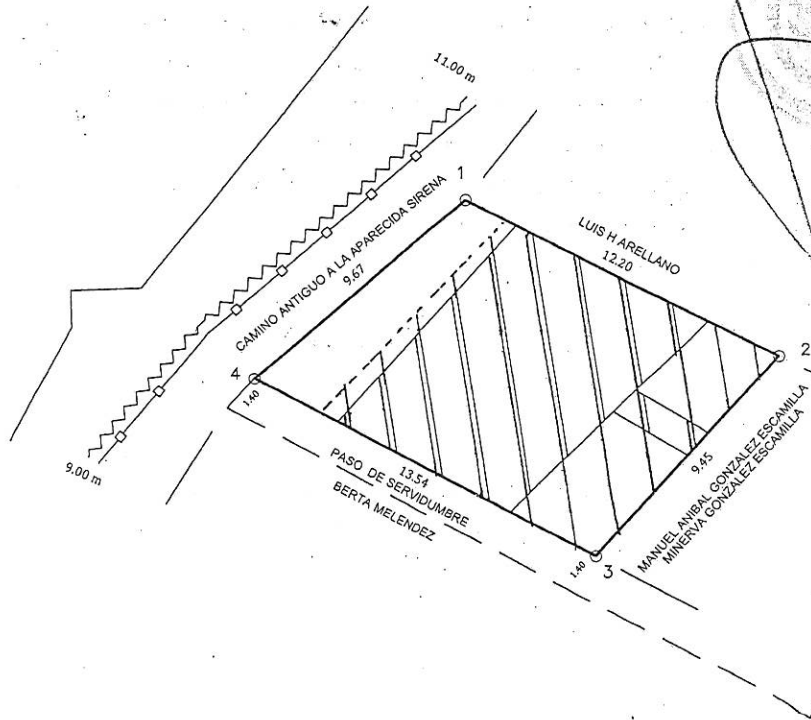 11.00 m
1
LUIS H ARELLANO
12.20
CAMINO ANTIGUO A LA APARECIDA SIRENA
9.67
2
4
1.40
PASO DE SERVIDUMBRE
13.54
BERTA MELENDEZ
9.45
MANUEL ANIBAL GONZALEZ ESCAMILLA
MINERVA GONZALEZ ESCAMILLA
9.00 m
1.40
3